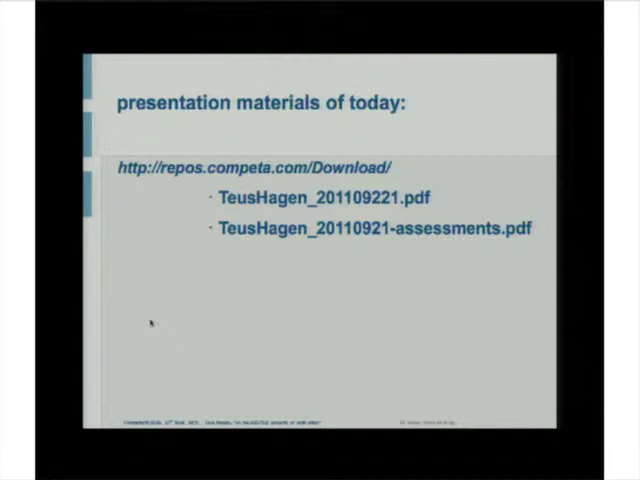 presentation materials of today:
http://repos.competa.com/Download/
· TeusHagen_201109221.pdf
· TeusHagen_20110921-assessments.pdf